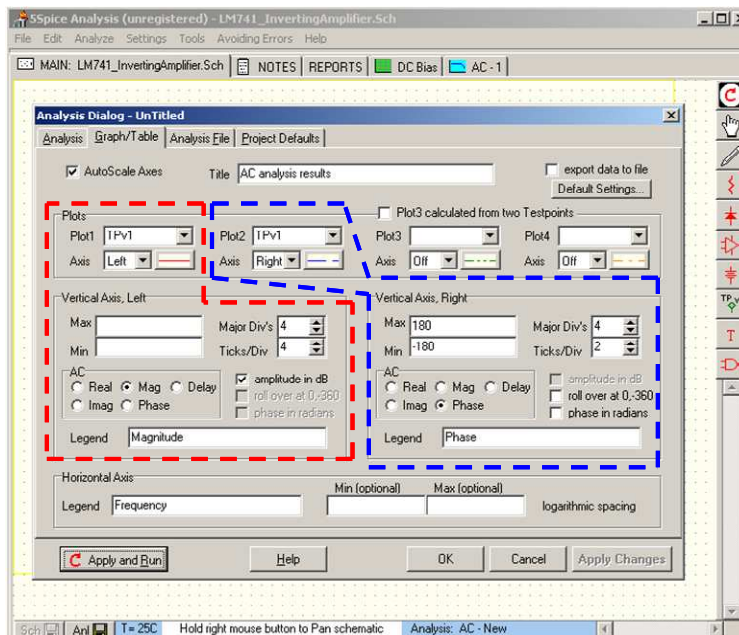 5Spice Analysis (unregistered) - LM741_InvertingAmplifier.Sch
File Edit Analyze Settings Tools Avoiding Errors Help
MAIN: LM741_InvertingAmplifier.Sch NOTES REPORTS DC Bias AC - 1
Analysis Dialog - UnTitled
Analysis Graph/Table Analysis File Project Defaults
AutoScale Axes Title AC analysis results export data to file
Default Settings...
Plots Plot3 calculated from two Testpoints
Plot1 TPv1 Plot2 TPv1 Plot3 Plot4
Axis Left Axis Right Axis Off Axis Off
Vertical Axis, Left Vertical Axis, Right
Max Major Div's 4 Max 180 Major Div's 4
Min Ticks/Div 4 Min -180 Ticks/Div 2
AC amplitude in dB AC amplitude in dB
Real Mag Delay roll over at 0,-360 Real Mag Delay roll over at 0,-360
Imag Phase phase in radians Imag Phase phase in radians
Legend Magnitude Legend Phase
Horizontal Axis Min (optional) Max (optional)
Legend Frequency logarithmic spacing
Apply and Run Help OK Cancel Apply Changes
TP V
T
Sch Anl T= 25C Hold right mouse button to Pan schematic Analysis: AC - New